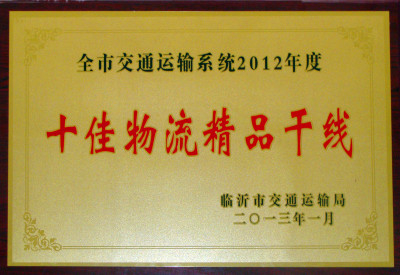 全市交通运输系统2012年度
十佳物流精品干线
临沂市交通运输局
二〇一三年一月